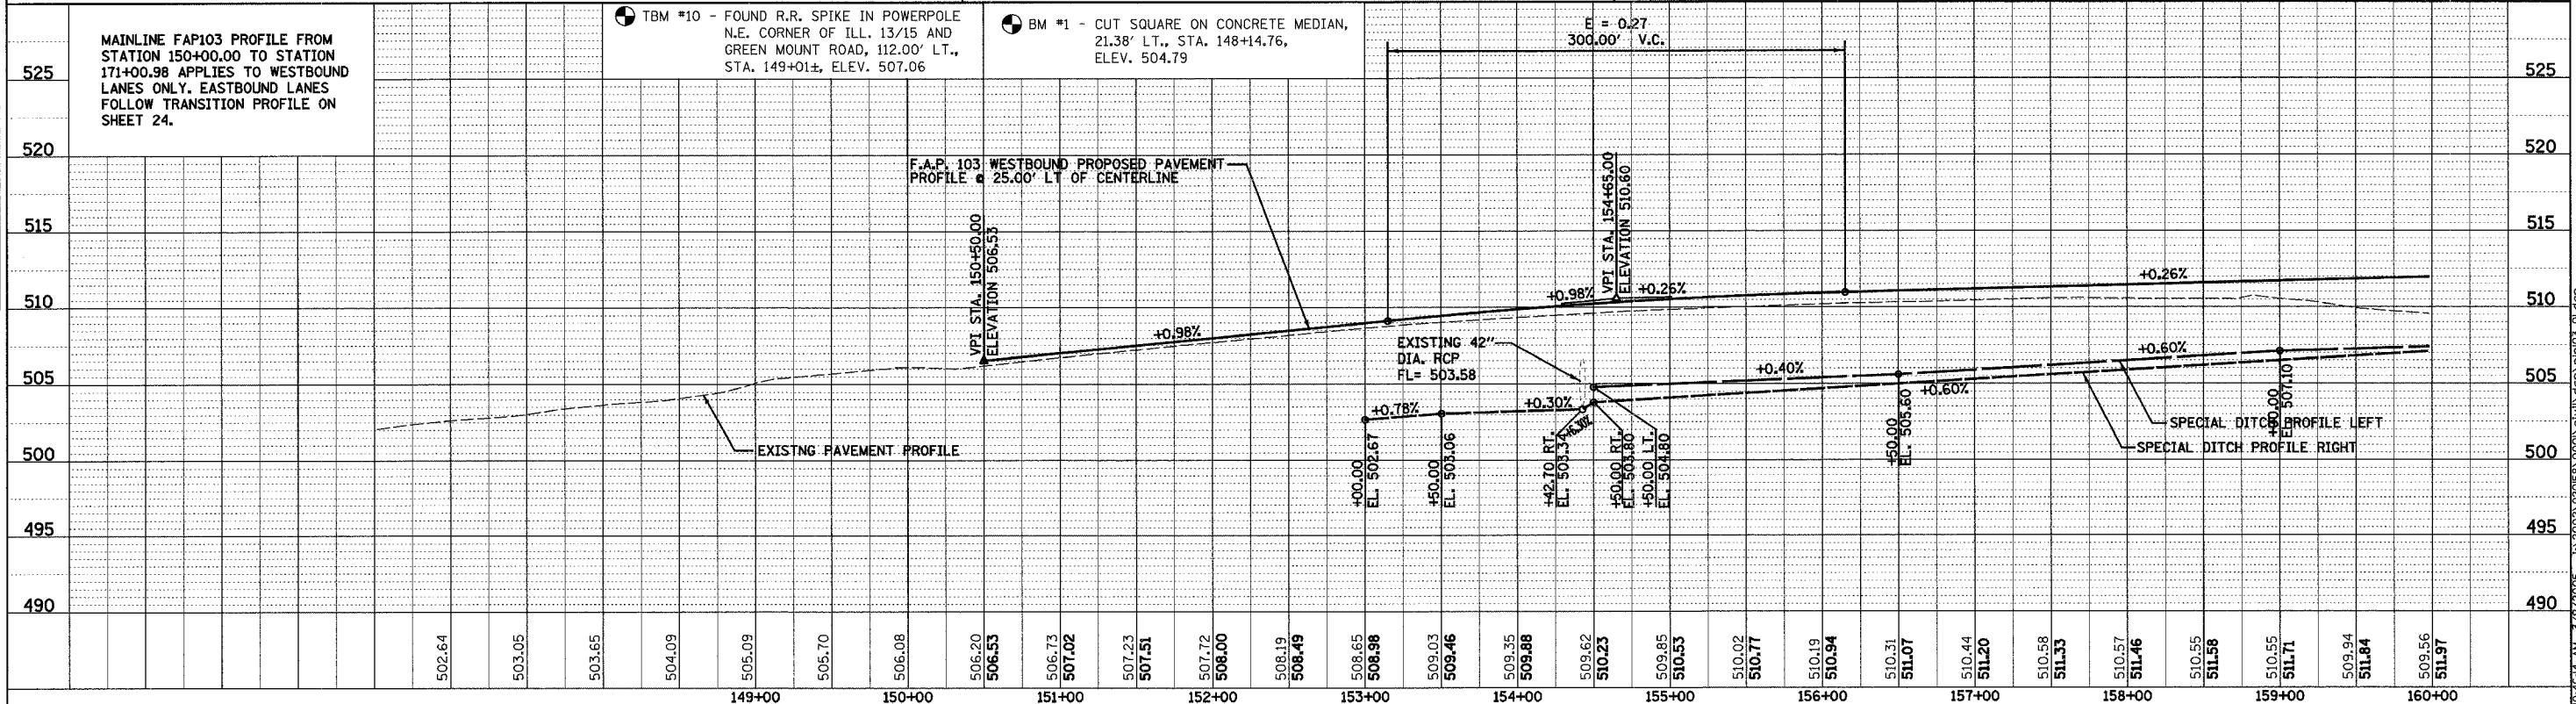 MAINLINE FAP103 PROFILE FROM
STATION 150+00.00 TO STATION
171+00.98 APPLIES TO WESTBOUND
LANES ONLY. EASTBOUND LANES
FOLLOW TRANSITION PROFILE ON
SHEET 24.
TBM #10 - FOUND R.R. SPIKE IN POWERPOLE
N.E. CORNER OF ILL. 13/15 AND
GREEN MOUNT ROAD, 112.00' LT.,
STA. 149+01±, ELEV. 507.06
BM #1 - CUT SQUARE ON CONCRETE MEDIAN,
21.38' LT., STA. 148+14.76,
ELEV. 504.79
E = 0.27
300.00' V.C.
525
525
520
520
515
515
510
510
505
505
500
500
495
495
490
490
F.A.P. 103 WESTBOUND PROPOSED PAVEMENT
PROFILE @ 25.00' LT OF CENTERLINE
VPI STA. 150+50.00
ELEVATION 506.53
VPI STA. 154+65.00
ELEVATION 510.60
+0.98%
+0.98%
+0.26%
+0.26%
EXISTING 42"
DIA. RCP
FL= 503.58
+0.40%
+0.60%
+0.60%
+0.78%
+0.30%
+6.30%
EXISTNG PAVEMENT PROFILE
SPECIAL DITCH PROFILE LEFT
SPECIAL DITCH PROFILE RIGHT
+00.00
EL. 502.67
+50.00
EL. 503.06
+42.70 RT.
EL. 503.34
+50.00 RT.
EL. 503.80
+50.00 LT.
EL. 504.80
+50.00
EL. 505.60
+00.00
EL. 507.10
502.64
503.05
503.65
504.09
505.09
505.70
506.08
506.20
506.53
506.73
507.02
507.23
507.51
507.72
508.00
508.19
508.49
508.65
508.98
509.03
509.46
509.35
509.88
509.62
510.23
509.85
510.53
510.02
510.77
510.19
510.94
510.31
511.07
510.44
511.20
510.58
511.33
510.57
511.46
510.55
511.58
510.55
511.71
509.94
511.84
509.56
511.97
149+00
150+00
151+00
152+00
153+00
154+00
155+00
156+00
157+00
158+00
159+00
160+00